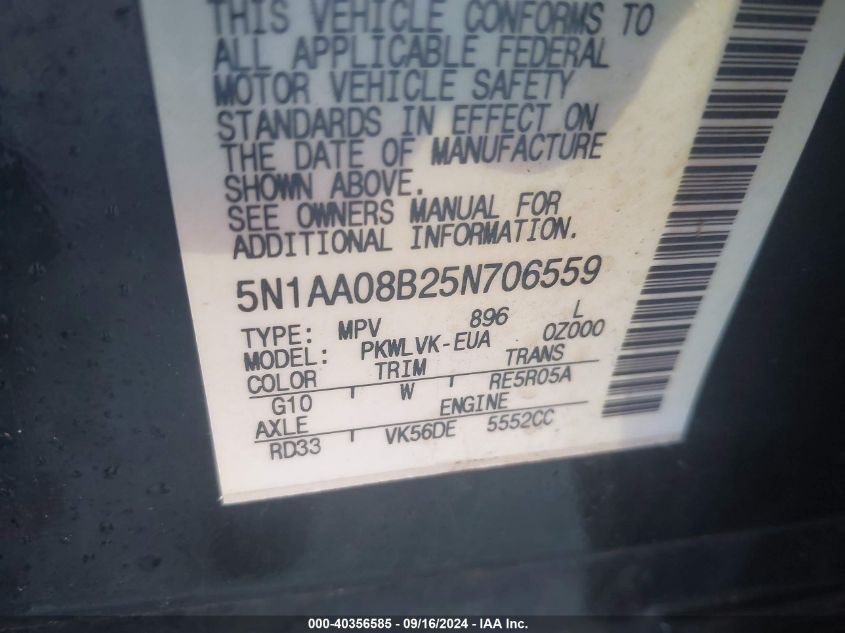 THIS VEHICLE CONFORMS TO
ALL APPLICABLE FEDERAL
MOTOR VEHICLE SAFETY
STANDARDS IN EFFECT ON
THE DATE OF MANUFACTURE
SHOWN ABOVE.
SEE OWNERS MANUAL FOR
ADDITIONAL INFORMATION.
5N1AA08B25N706559
TYPE: MPV 896 L
MODEL: PKWLVK-EUA 0Z000
COLOR TRIM TRANS
G10 W RE5R05A
AXLE ENGINE
RD33 VK56DE 5552CC
000-40356585 - 09/16/2024 - IAA Inc.